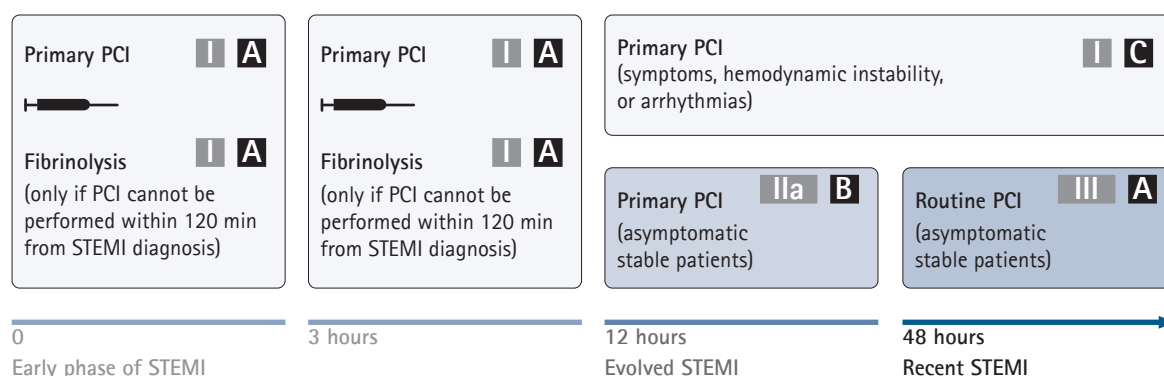 Primary PCI I A
Fibrinolysis I A
(only if PCI cannot be
performed within 120 min
from STEMI diagnosis)
Primary PCI I A
Fibrinolysis I A
(only if PCI cannot be
performed within 120 min
from STEMI diagnosis)
Primary PCI I C
(symptoms, hemodynamic instability,
or arrhythmias)
Primary PCI IIa B
(asymptomatic
stable patients)
Routine PCI III A
(asymptomatic
stable patients)
0
Early phase of STEMI
3 hours
12 hours
Evolved STEMI
48 hours
Recent STEMI